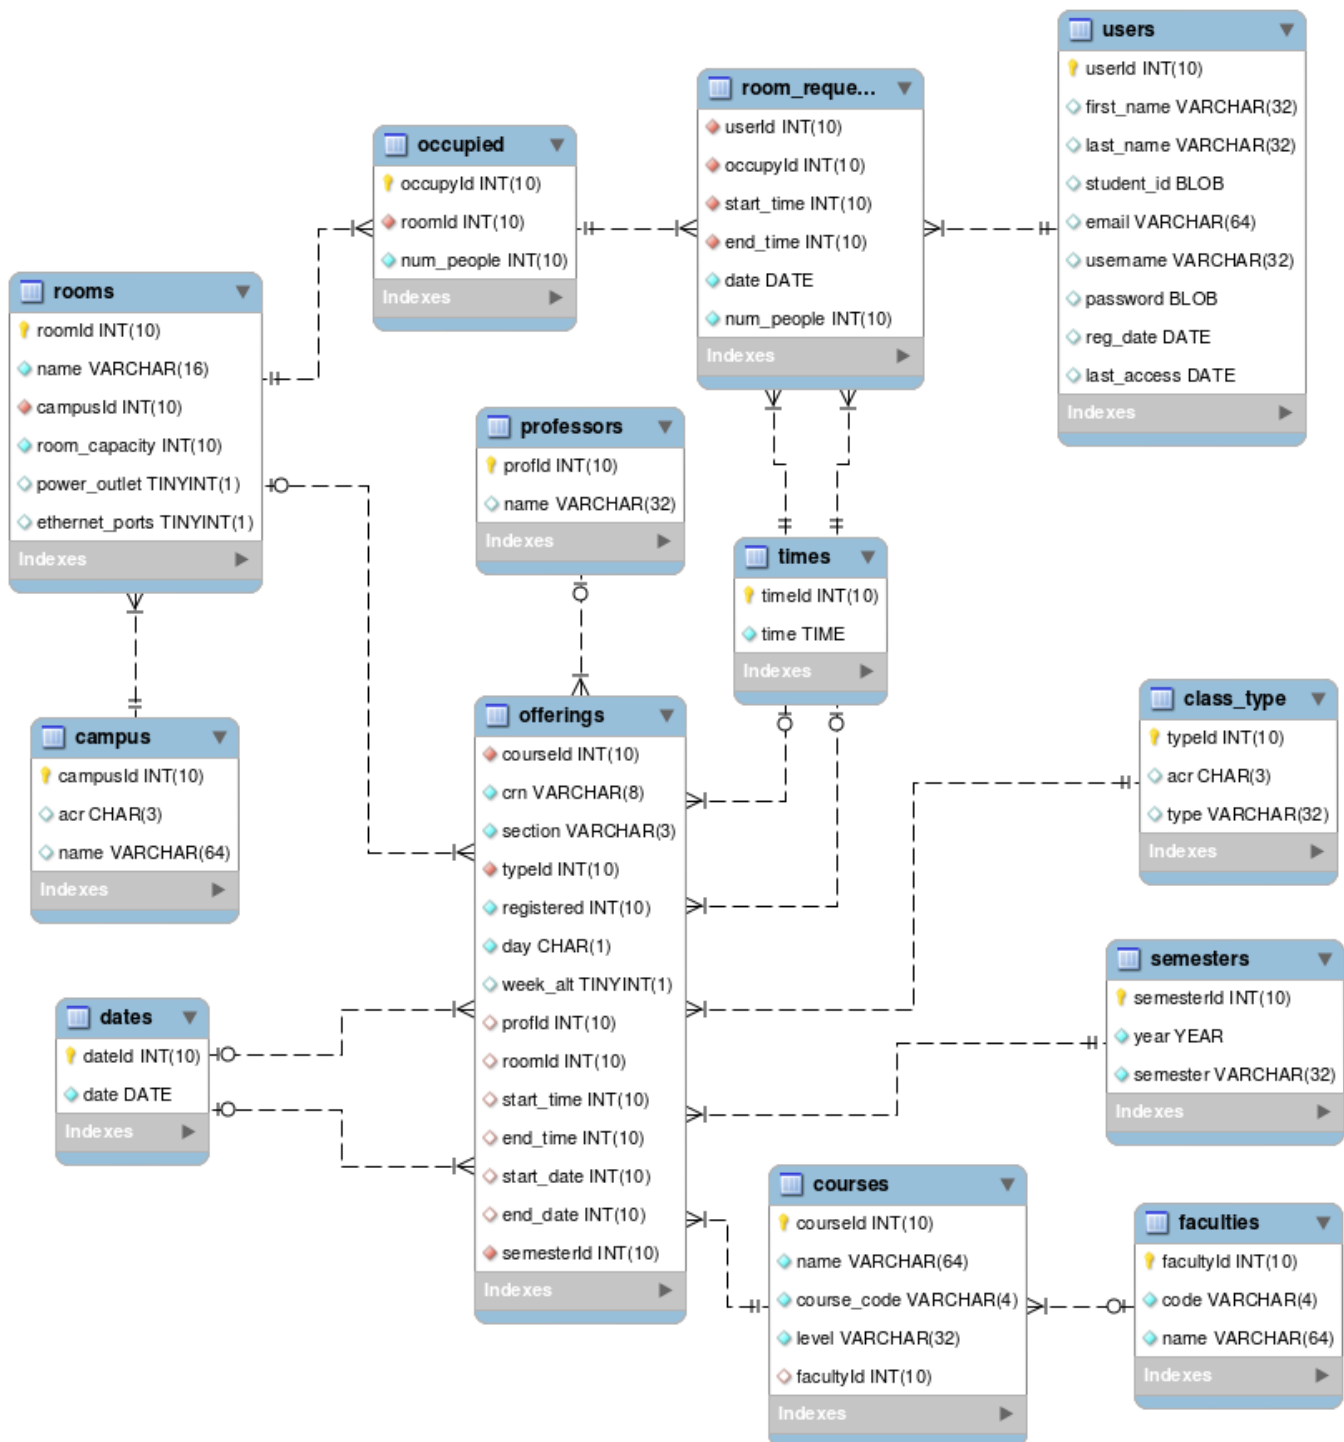 users
userId INT(10)
first_name VARCHAR(32)
last_name VARCHAR(32)
student_id BLOB
email VARCHAR(64)
username VARCHAR(32)
password BLOB
reg_date DATE
last_access DATE
Indexes
room_reque...
userId INT(10)
occupyId INT(10)
start_time INT(10)
end_time INT(10)
date DATE
num_people INT(10)
Indexes
occupied
occupyId INT(10)
roomId INT(10)
num_people INT(10)
Indexes
rooms
roomId INT(10)
name VARCHAR(16)
campusId INT(10)
room_capacity INT(10)
power_outlet TINYINT(1)
ethernet_ports TINYINT(1)
Indexes
professors
profId INT(10)
name VARCHAR(32)
Indexes
times
timeId INT(10)
time TIME
Indexes
campus
campusId INT(10)
acr CHAR(3)
name VARCHAR(64)
Indexes
offerings
courseId INT(10)
crn VARCHAR(8)
section VARCHAR(3)
typeId INT(10)
registered INT(10)
day CHAR(1)
week_alt TINYINT(1)
profId INT(10)
roomId INT(10)
start_time INT(10)
end_time INT(10)
start_date INT(10)
end_date INT(10)
semesterId INT(10)
Indexes
class_type
typeId INT(10)
acr CHAR(3)
type VARCHAR(32)
Indexes
semesters
semesterId INT(10)
year YEAR
semester VARCHAR(32)
Indexes
dates
dateId INT(10)
date DATE
Indexes
courses
courseId INT(10)
name VARCHAR(64)
course_code VARCHAR(4)
level VARCHAR(32)
facultyId INT(10)
Indexes
faculties
facultyId INT(10)
code VARCHAR(4)
name VARCHAR(64)
Indexes